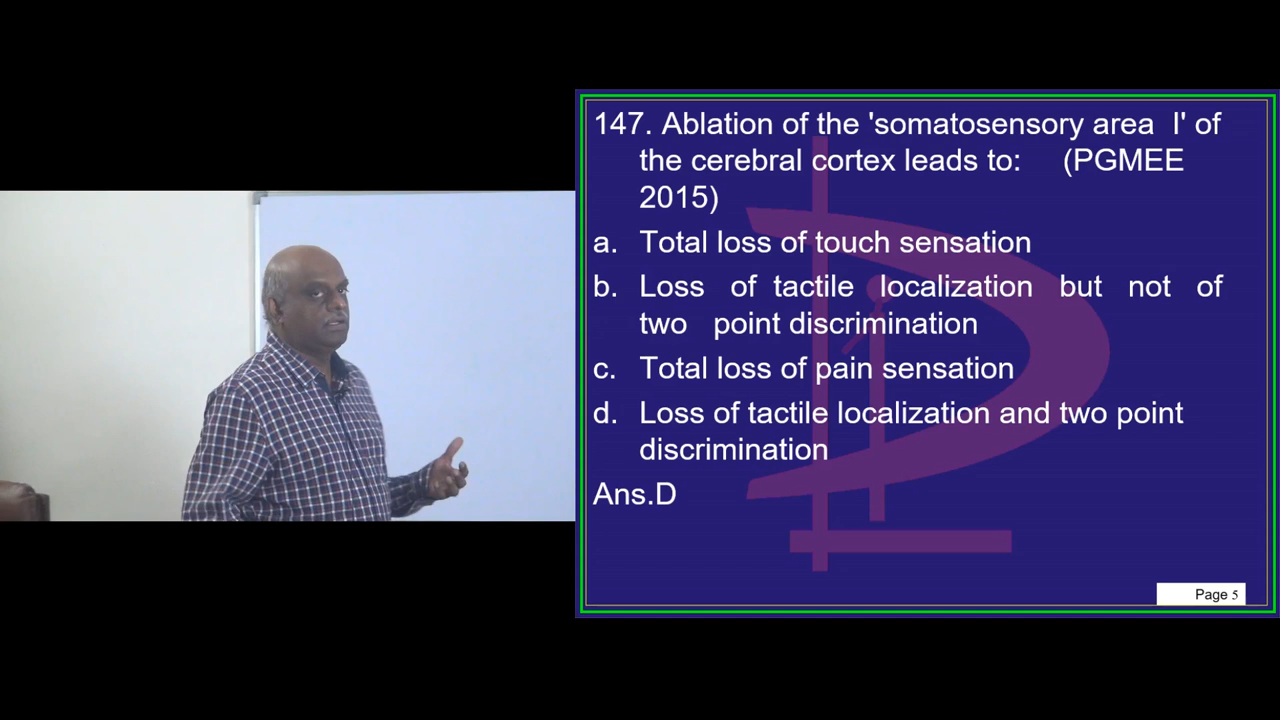 147. Ablation of the 'somatosensory area I' of
the cerebral cortex leads to: (PGMEE
2015)
a. Total loss of touch sensation
b. Loss of tactile localization but not of
two point discrimination
c. Total loss of pain sensation
d. Loss of tactile localization and two point
discrimination
Ans.D
Page 5